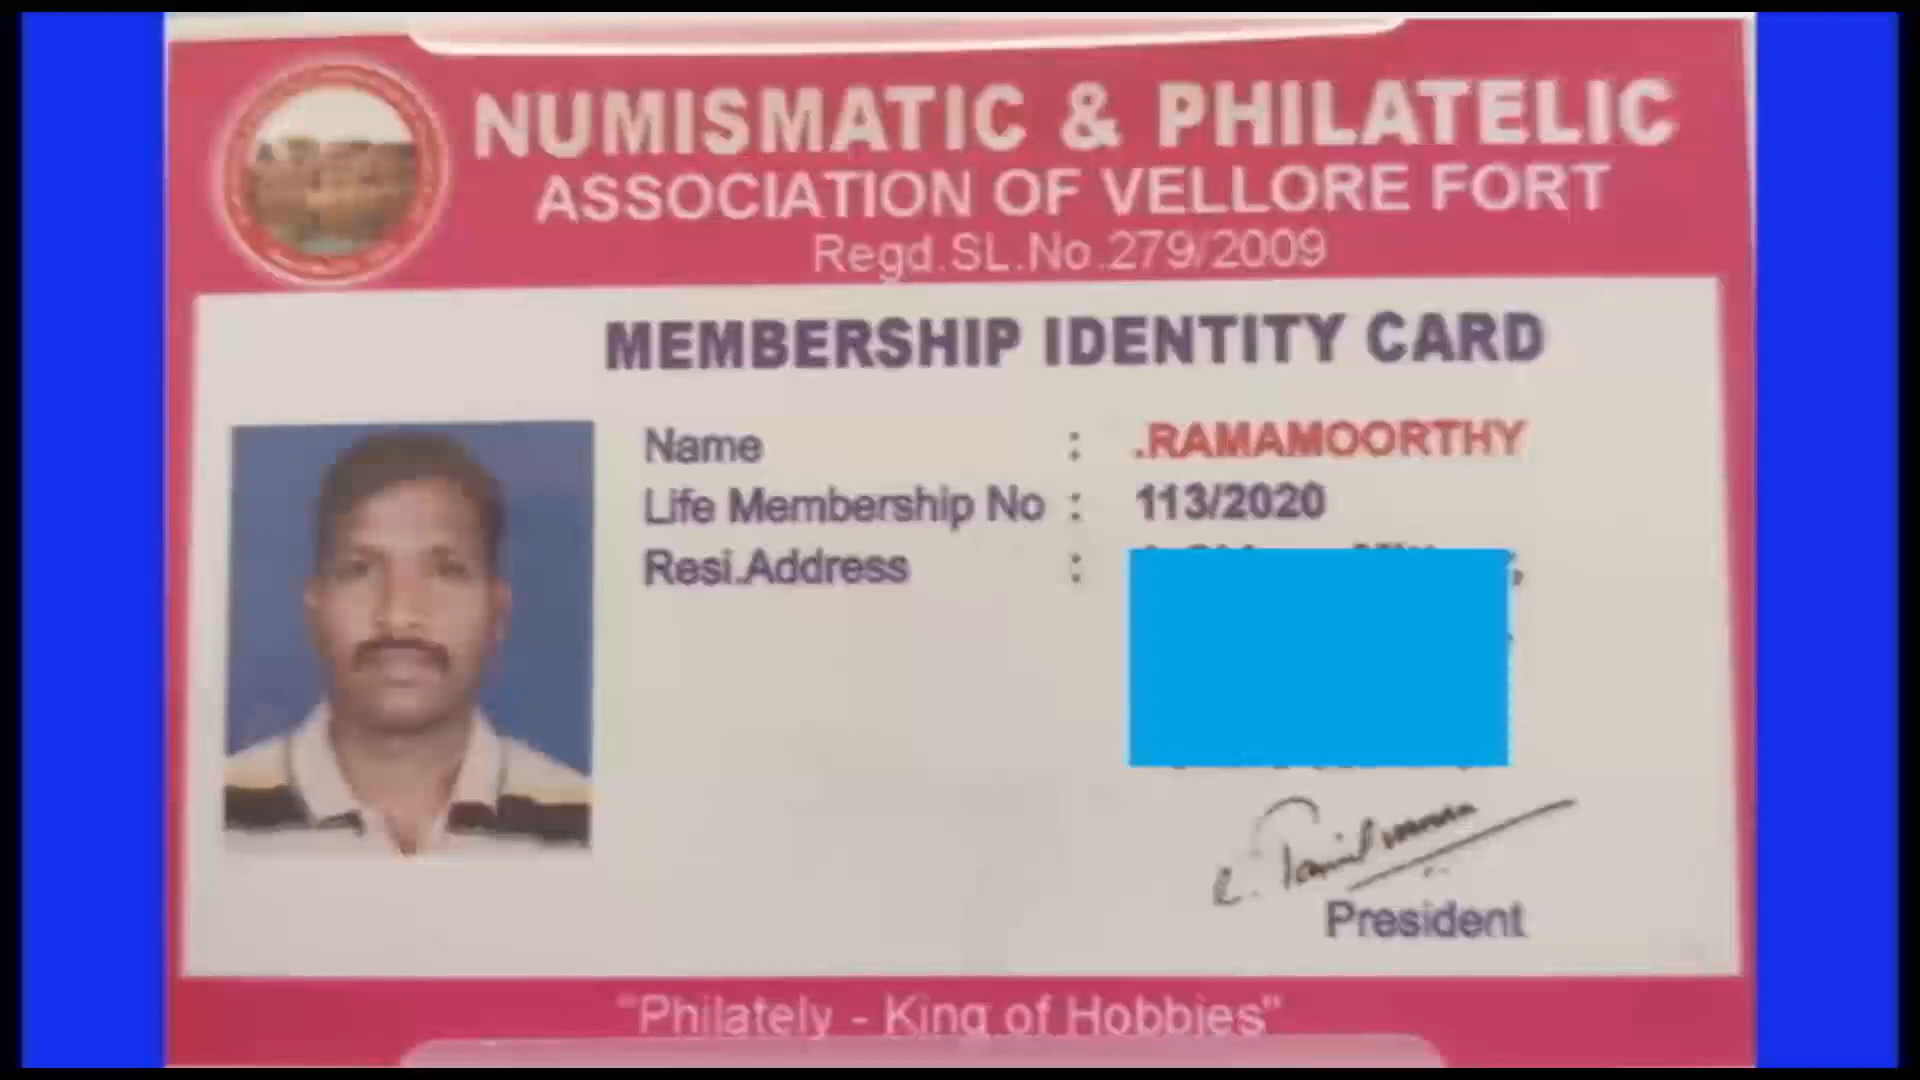 NUMISMATIC & PHILATELIC
ASSOCIATION OF VELLORE FORT
Regd.SL.No.279/2009
MEMBERSHIP IDENTITY CARD
Name : .RAMAMOORTHY
Life Membership No : 113/2020
Resi.Address :
President
"Philately - King of Hobbies"